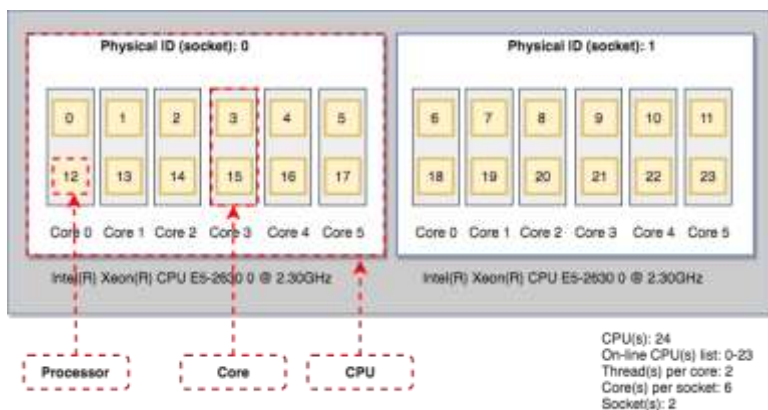 Physical ID (socket): 0
Physical ID (socket): 1
0 1 2 3 4 5
6 7 8 9 10 11
12 13 14 15 16 17
18 19 20 21 22 23
Core 0 Core 1 Core 2 Core 3 Core 4 Core 5
Core 0 Core 1 Core 2 Core 3 Core 4 Core 5
Intel(R) Xeon(R) CPU E5-2630 0 @ 2.30GHz
Intel(R) Xeon(R) CPU E5-2630 0 @ 2.30GHz
Processor
Core
CPU
CPU(s): 24
On-line CPU(s) list: 0-23
Thread(s) per core: 2
Core(s) per socket: 6
Socket(s): 2